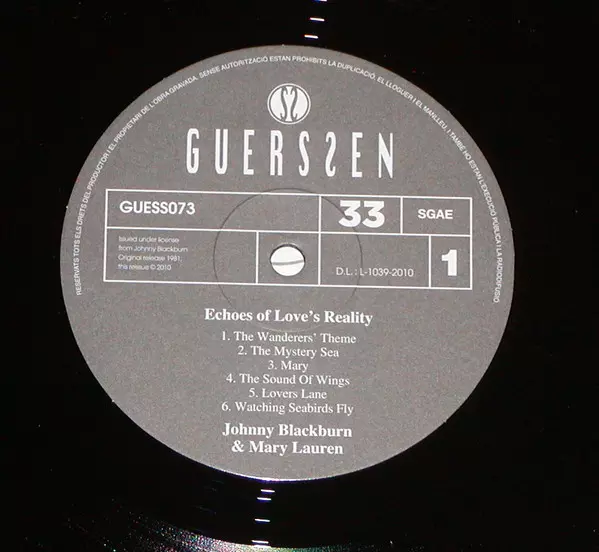 RESERVATS TOTS ELS DRETS DEL PRODUCTOR I EL PROPIETARI DE L'OBRA GRAVADA. SENSE AUTORITZACIÓ ESTAN PROHIBITS LA DUPLICACIÓ, EL LLOGUER I EL MANLLEU, I TAMBÉ HO ESTAN L'EXECUCIÓ PÚBLICA I LA RADIODIFUSIÓ
GUERSSEN
GUESS073
33
SGAE
Issued under license
from Johnny Blackburn
Original release 1981,
this reissue © 2010
D.L.: L-1039-2010
1
Echoes of Love's Reality
1. The Wanderers' Theme
2. The Mystery Sea
3. Mary
4. The Sound Of Wings
5. Lovers Lane
6. Watching Seabirds Fly
Johnny Blackburn
& Mary Lauren